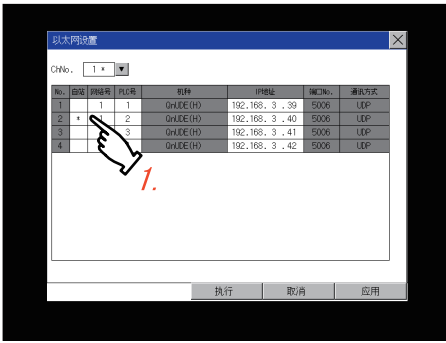 以太网设置
ChNo. 1 *
No. 自站 网络号 PLC号 机种 IP地址 端口No. 通讯方式
1 1 1 QnUDE(H) 192.168. 3 . 39 5006 UDP
2 * 1 2 QnUDE(H) 192.168. 3 . 40 5006 UDP
3 3 QnUDE(H) 192.168. 3 . 41 5006 UDP
4 QnUDE(H) 192.168. 3 . 42 5006 UDP
1.
执行 取消 应用